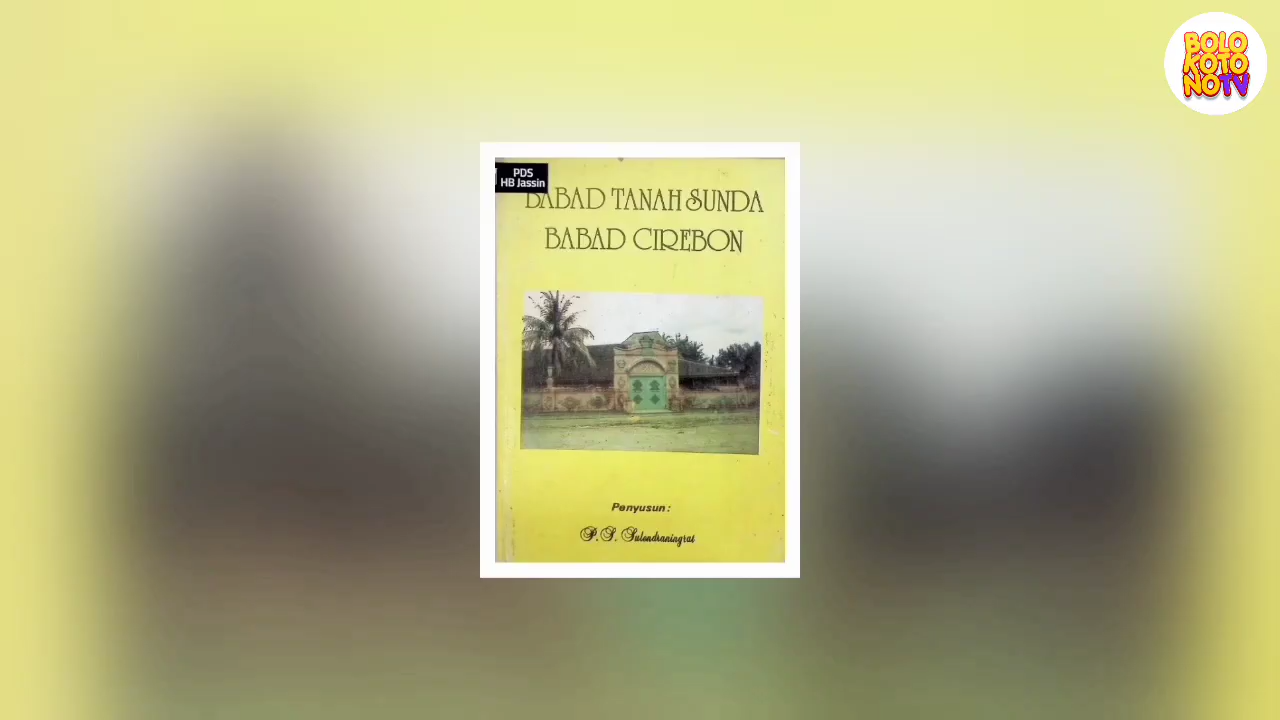 BOLO
KOTO
NOTV
PDS
HB Jassin
BABAD TANAH SUNDA
BABAD CIREBON
Penyusun :
P. S. Sulendraningrat